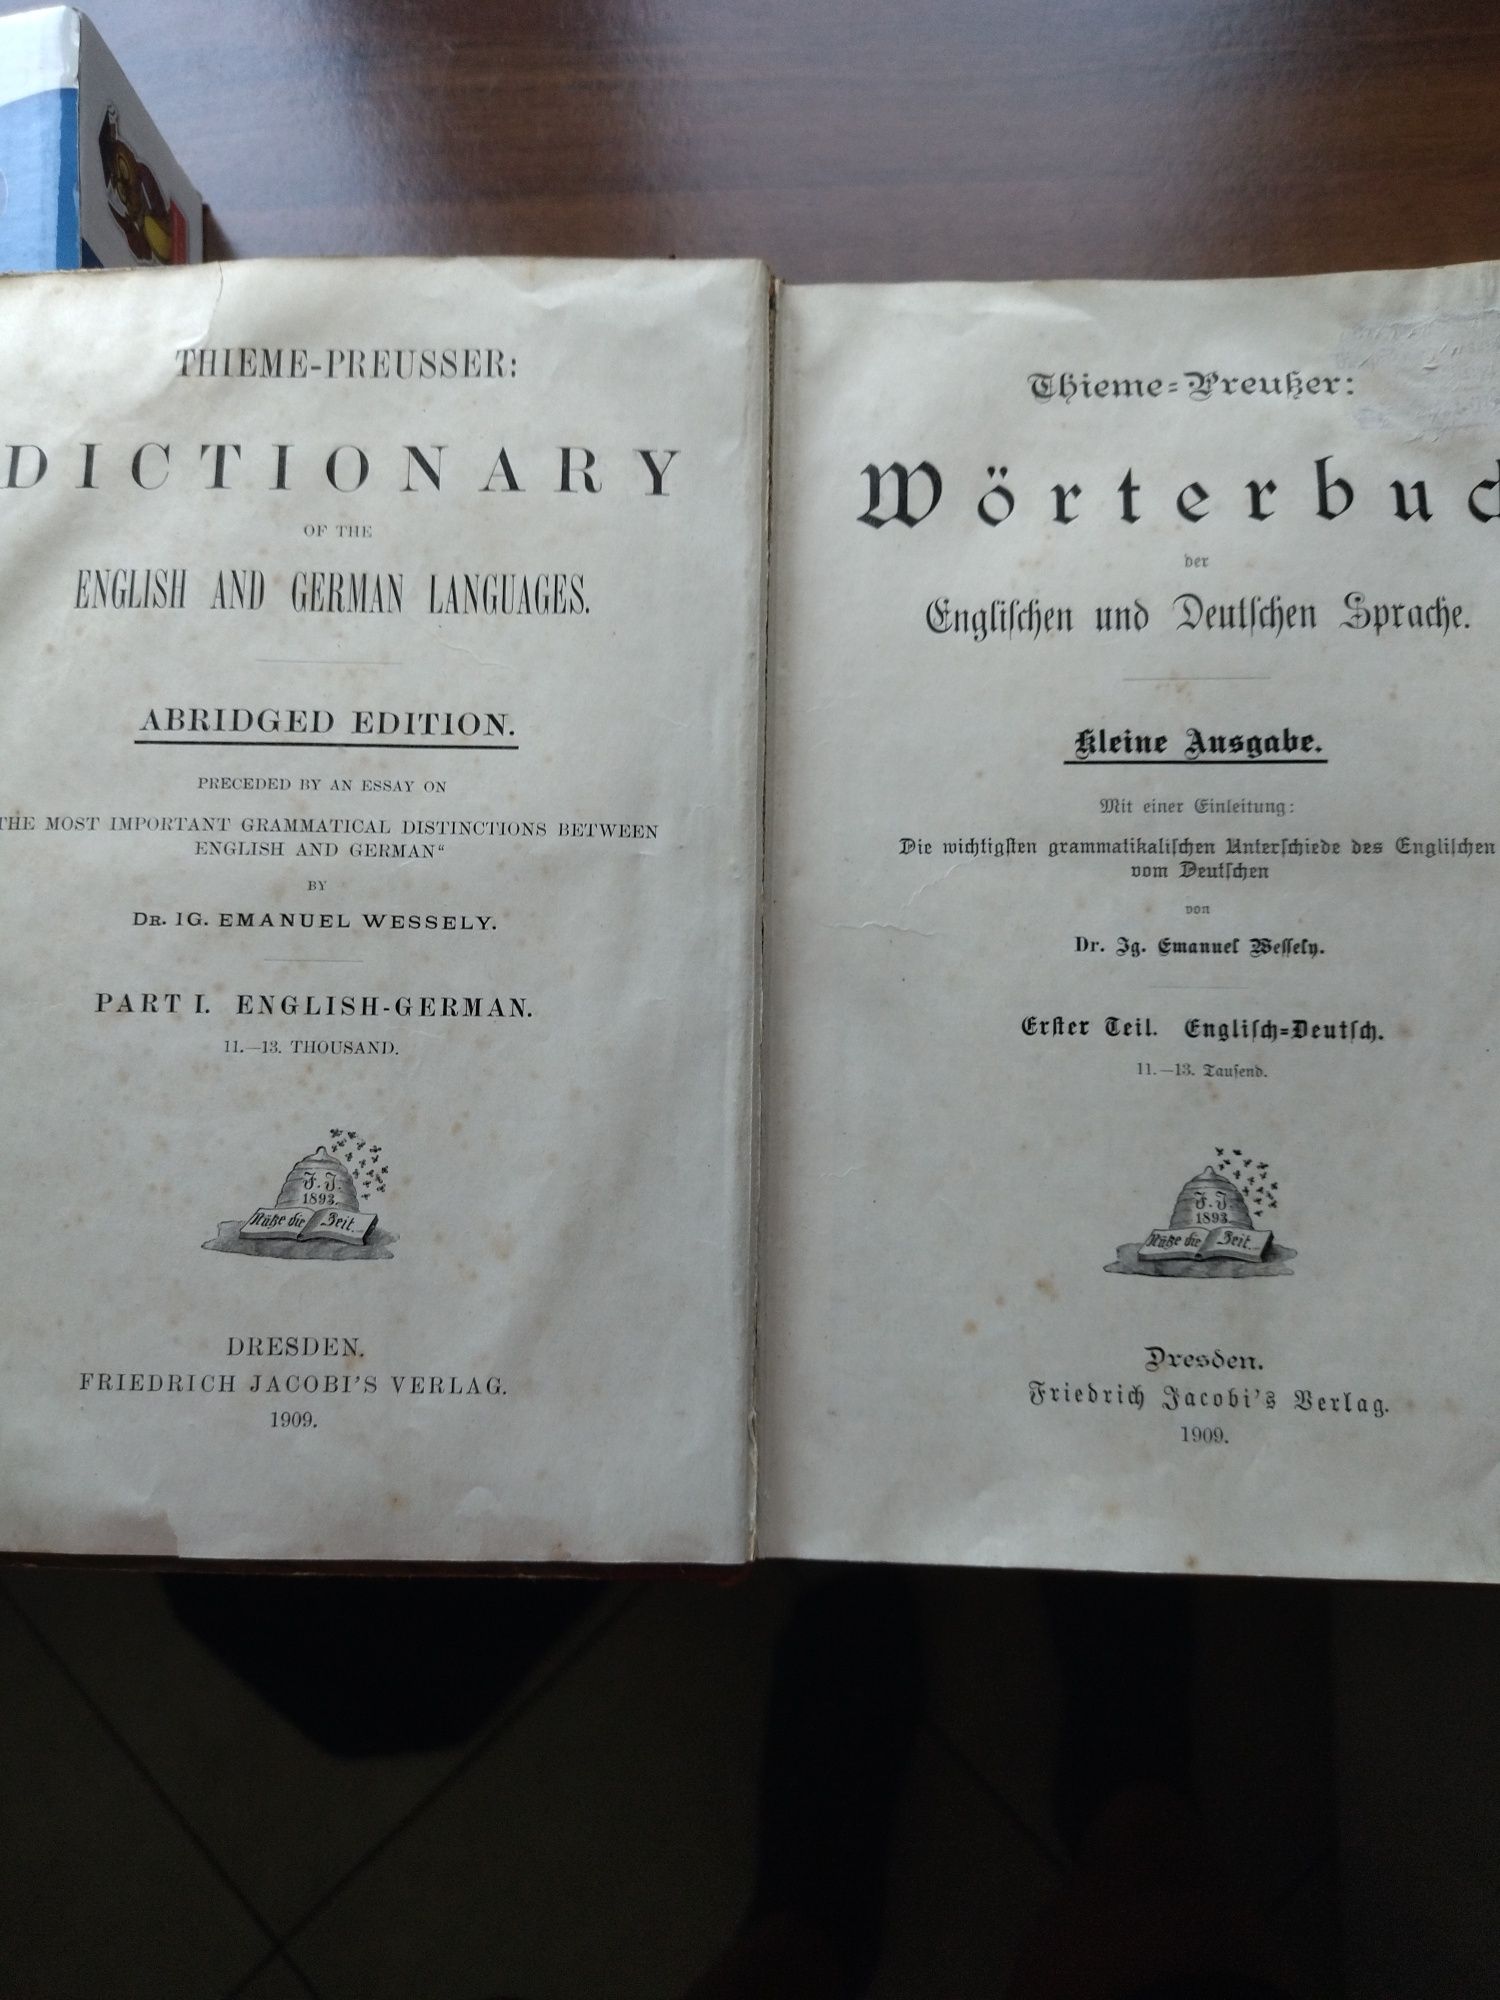 THIEME-PREUSSER:
DICTIONARY
OF THE
ENGLISH AND GERMAN LANGUAGES.
ABRIDGED EDITION.
PRECEDED BY AN ESSAY ON
THE MOST IMPORTANT GRAMMATICAL DISTINCTIONS BETWEEN
ENGLISH AND GERMAN“
BY
DR. IG. EMANUEL WESSELY.
PART I. ENGLISH-GERMAN.
11.—13. THOUSAND.
F. J.
1893.
Nütze die Zeit.
DRESDEN.
FRIEDRICH JACOBI'S VERLAG.
1909.
Thieme-Preußer:
Wörterbuc
der
Engliſchen und Deutſchen Sprache.
Kleine Ausgabe.
Mit einer Einleitung:
Die wichtigſten grammatikaliſchen Unterſchiede des Engliſchen
vom Deutſchen
von
Dr. Ig. Emanuel Weſſely.
Erſter Teil. Engliſch-Deutſch.
11.—13. Tauſend.
F. J.
1893
Nütze die Zeit.
Dresden.
Friedrich Jacobi's Verlag.
1909.